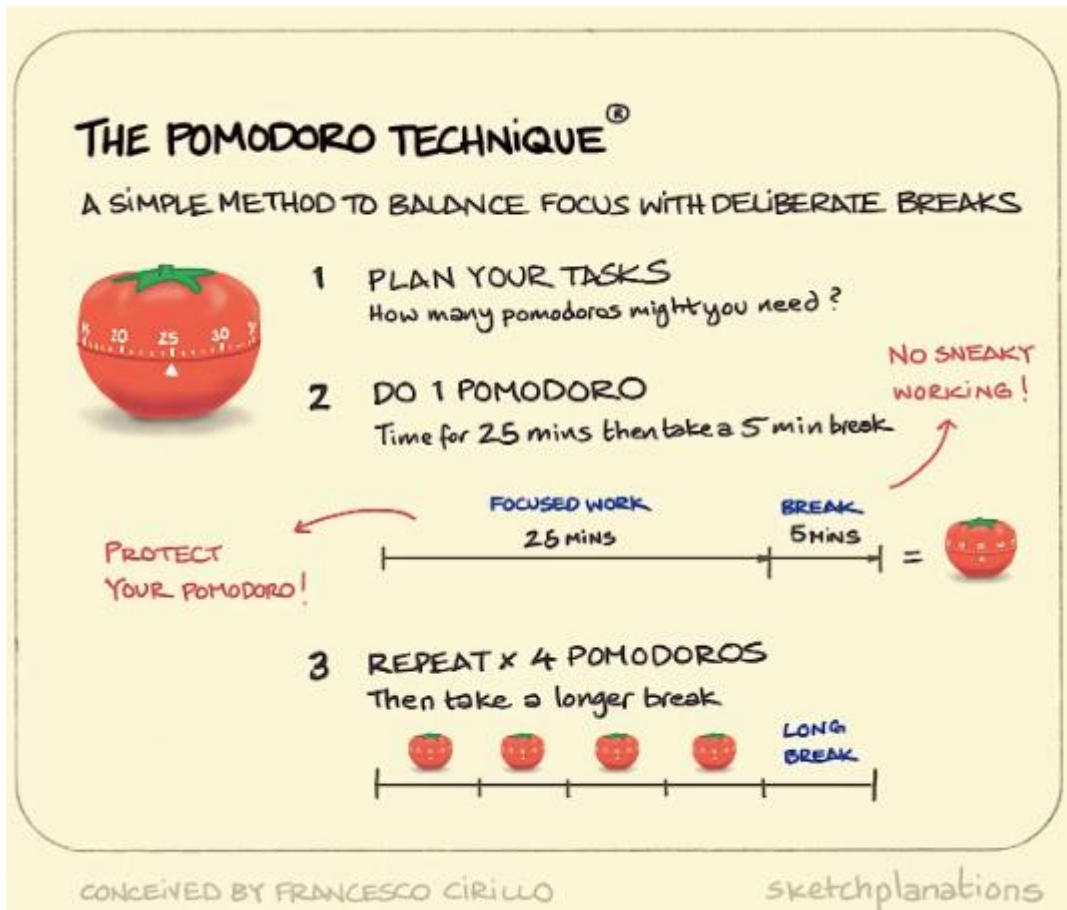 THE POMODORO TECHNIQUE®
A SIMPLE METHOD TO BALANCE FOCUS WITH DELIBERATE BREAKS
1 PLAN YOUR TASKS
How many pomodoros might you need?
20 25 30
NO SNEAKY
WORKING!
2 DO 1 POMODORO
Time for 25 mins then take a 5 min break
FOCUSED WORK
25 MINS
BREAK
5 MINS
=
PROTECT
YOUR POMODORO!
3 REPEAT x 4 POMODOROS
Then take a longer break
LONG
BREAK
CONCEIVED BY FRANCESCO CIRILLO
sketchplanations